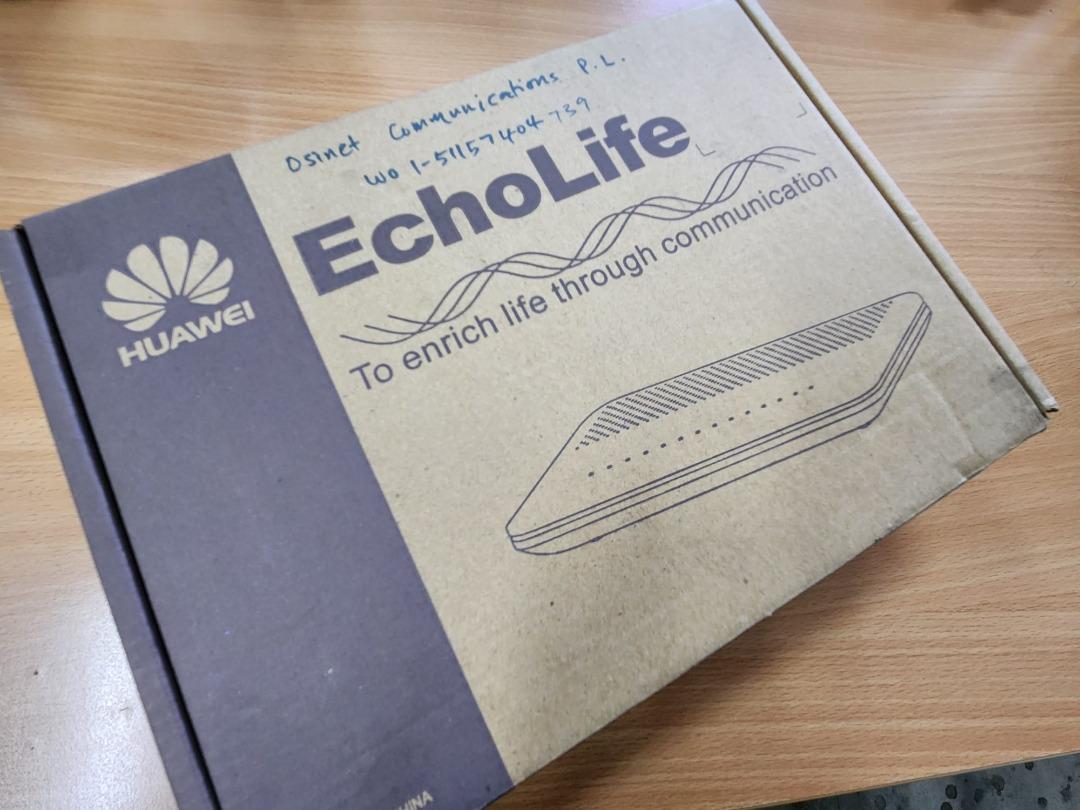 Osinet Communications P.L.
WO 1-51157404739
EchoLife
To enrich life through communication
HUAWEI